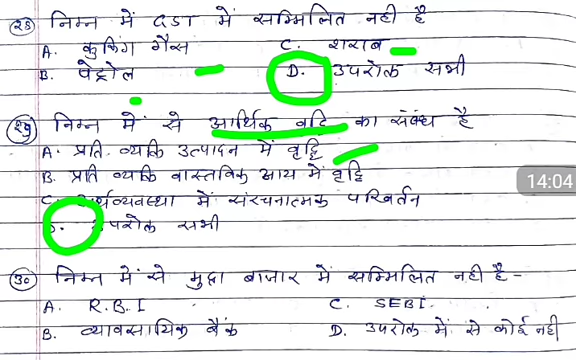 (28) निम्न में GST में सम्मिलित नही है
A. कुकिंग गैस C. शराब
B. पेट्रोल D. उपरोक्त सभी
(29) निम्न में से आर्थिक वृद्धि का संबंध है
A. प्रति व्यक्ति उत्पादन में वृद्धि
B. प्रति व्यक्ति वास्तविक आय में वृद्धि
14:04
C. अर्थव्यवस्था में संरचनात्मक परिवर्तन
D. उपरोक्त सभी
(30) निम्न में से मुद्रा बाजार में सम्मिलित नही है -
A. R.B.I C. SEBI.
B. व्यावसायिक बैंक D. उपरोक्त में से कोई नही